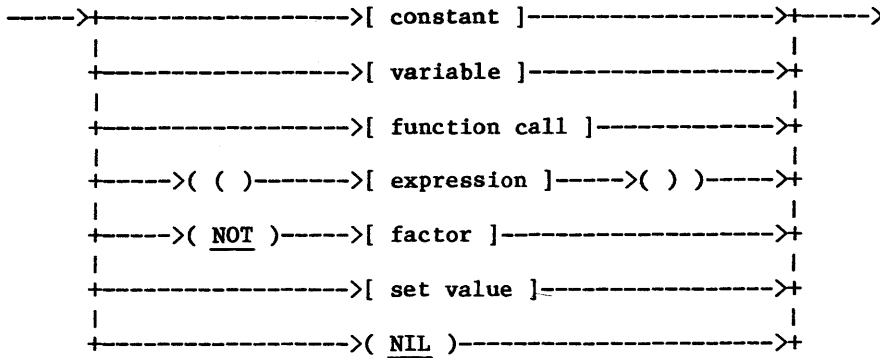 ----->+------------------>[ constant ]------------------>+----->
|                                                  |
+------------------>[ variable ]------------------>+
|                                                  |
+------------------>[ function call ]------------->+
|                                                  |
+----->( ( )------->[ expression ]----->( ) )----->+
|                                                  |
+----->( NOT )----->[ factor ]-------------------->+
|                                                  |
+------------------>[ set value ]----------------->+
|                                                  |
+------------------>( NIL )----------------------->+